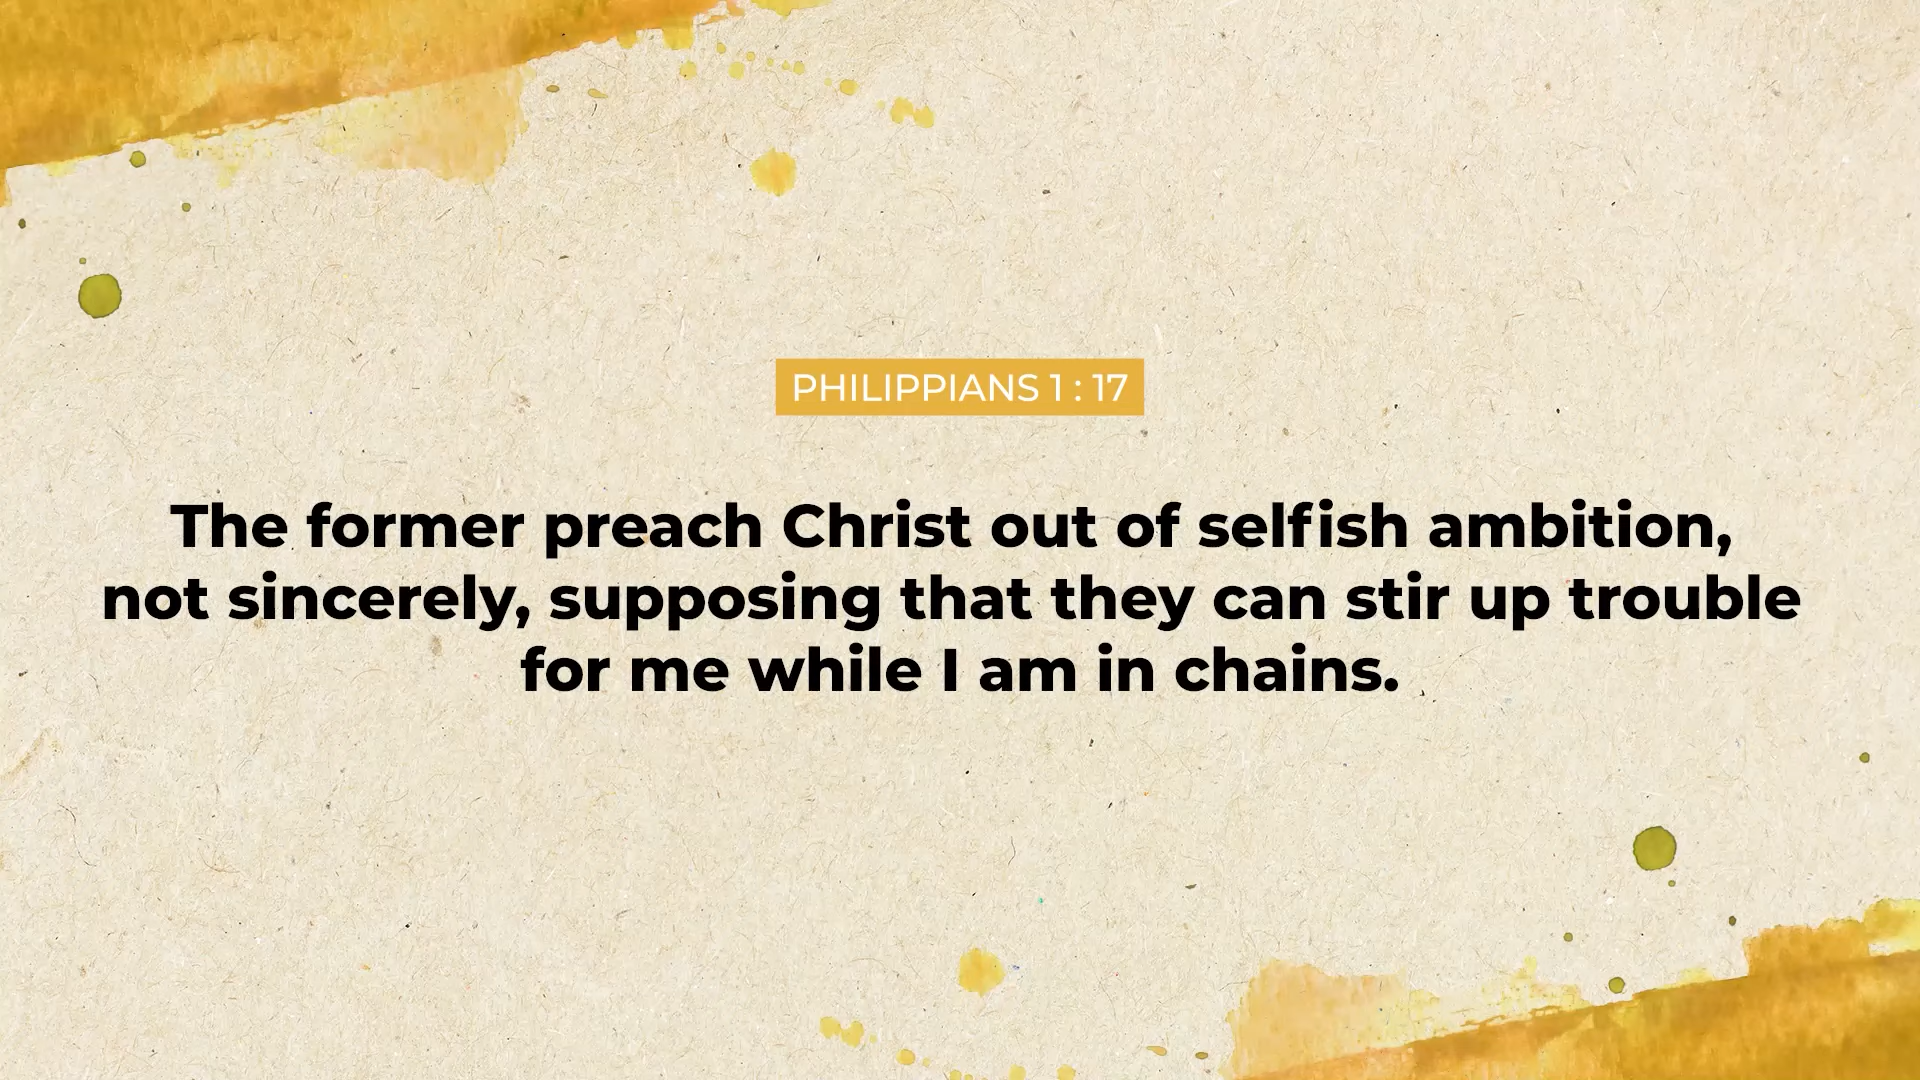 PHILIPPIANS 1 : 17
The former preach Christ out of selfish ambition,
not sincerely, supposing that they can stir up trouble
for me while I am in chains.